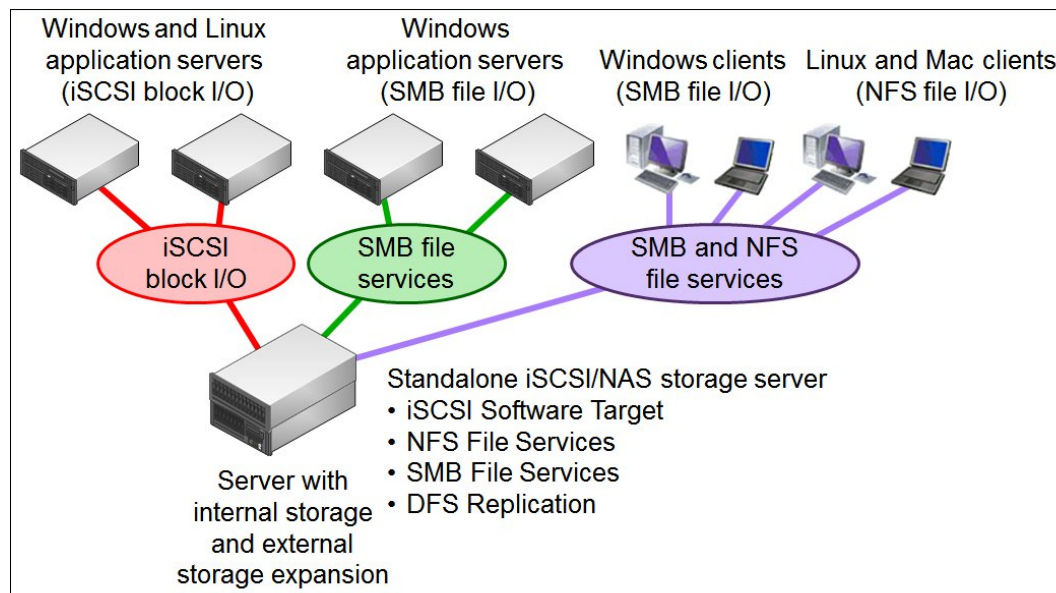 Windows and Linux
application servers
(iSCSI block I/O)
Windows
application servers
(SMB file I/O)
Windows clients
(SMB file I/O)
Linux and Mac clients
(NFS file I/O)
iSCSI
block I/O
SMB file
services
SMB and NFS
file services
Standalone iSCSI/NAS storage server
• iSCSI Software Target
• NFS File Services
• SMB File Services
• DFS Replication
Server with
internal storage
and external
storage expansion